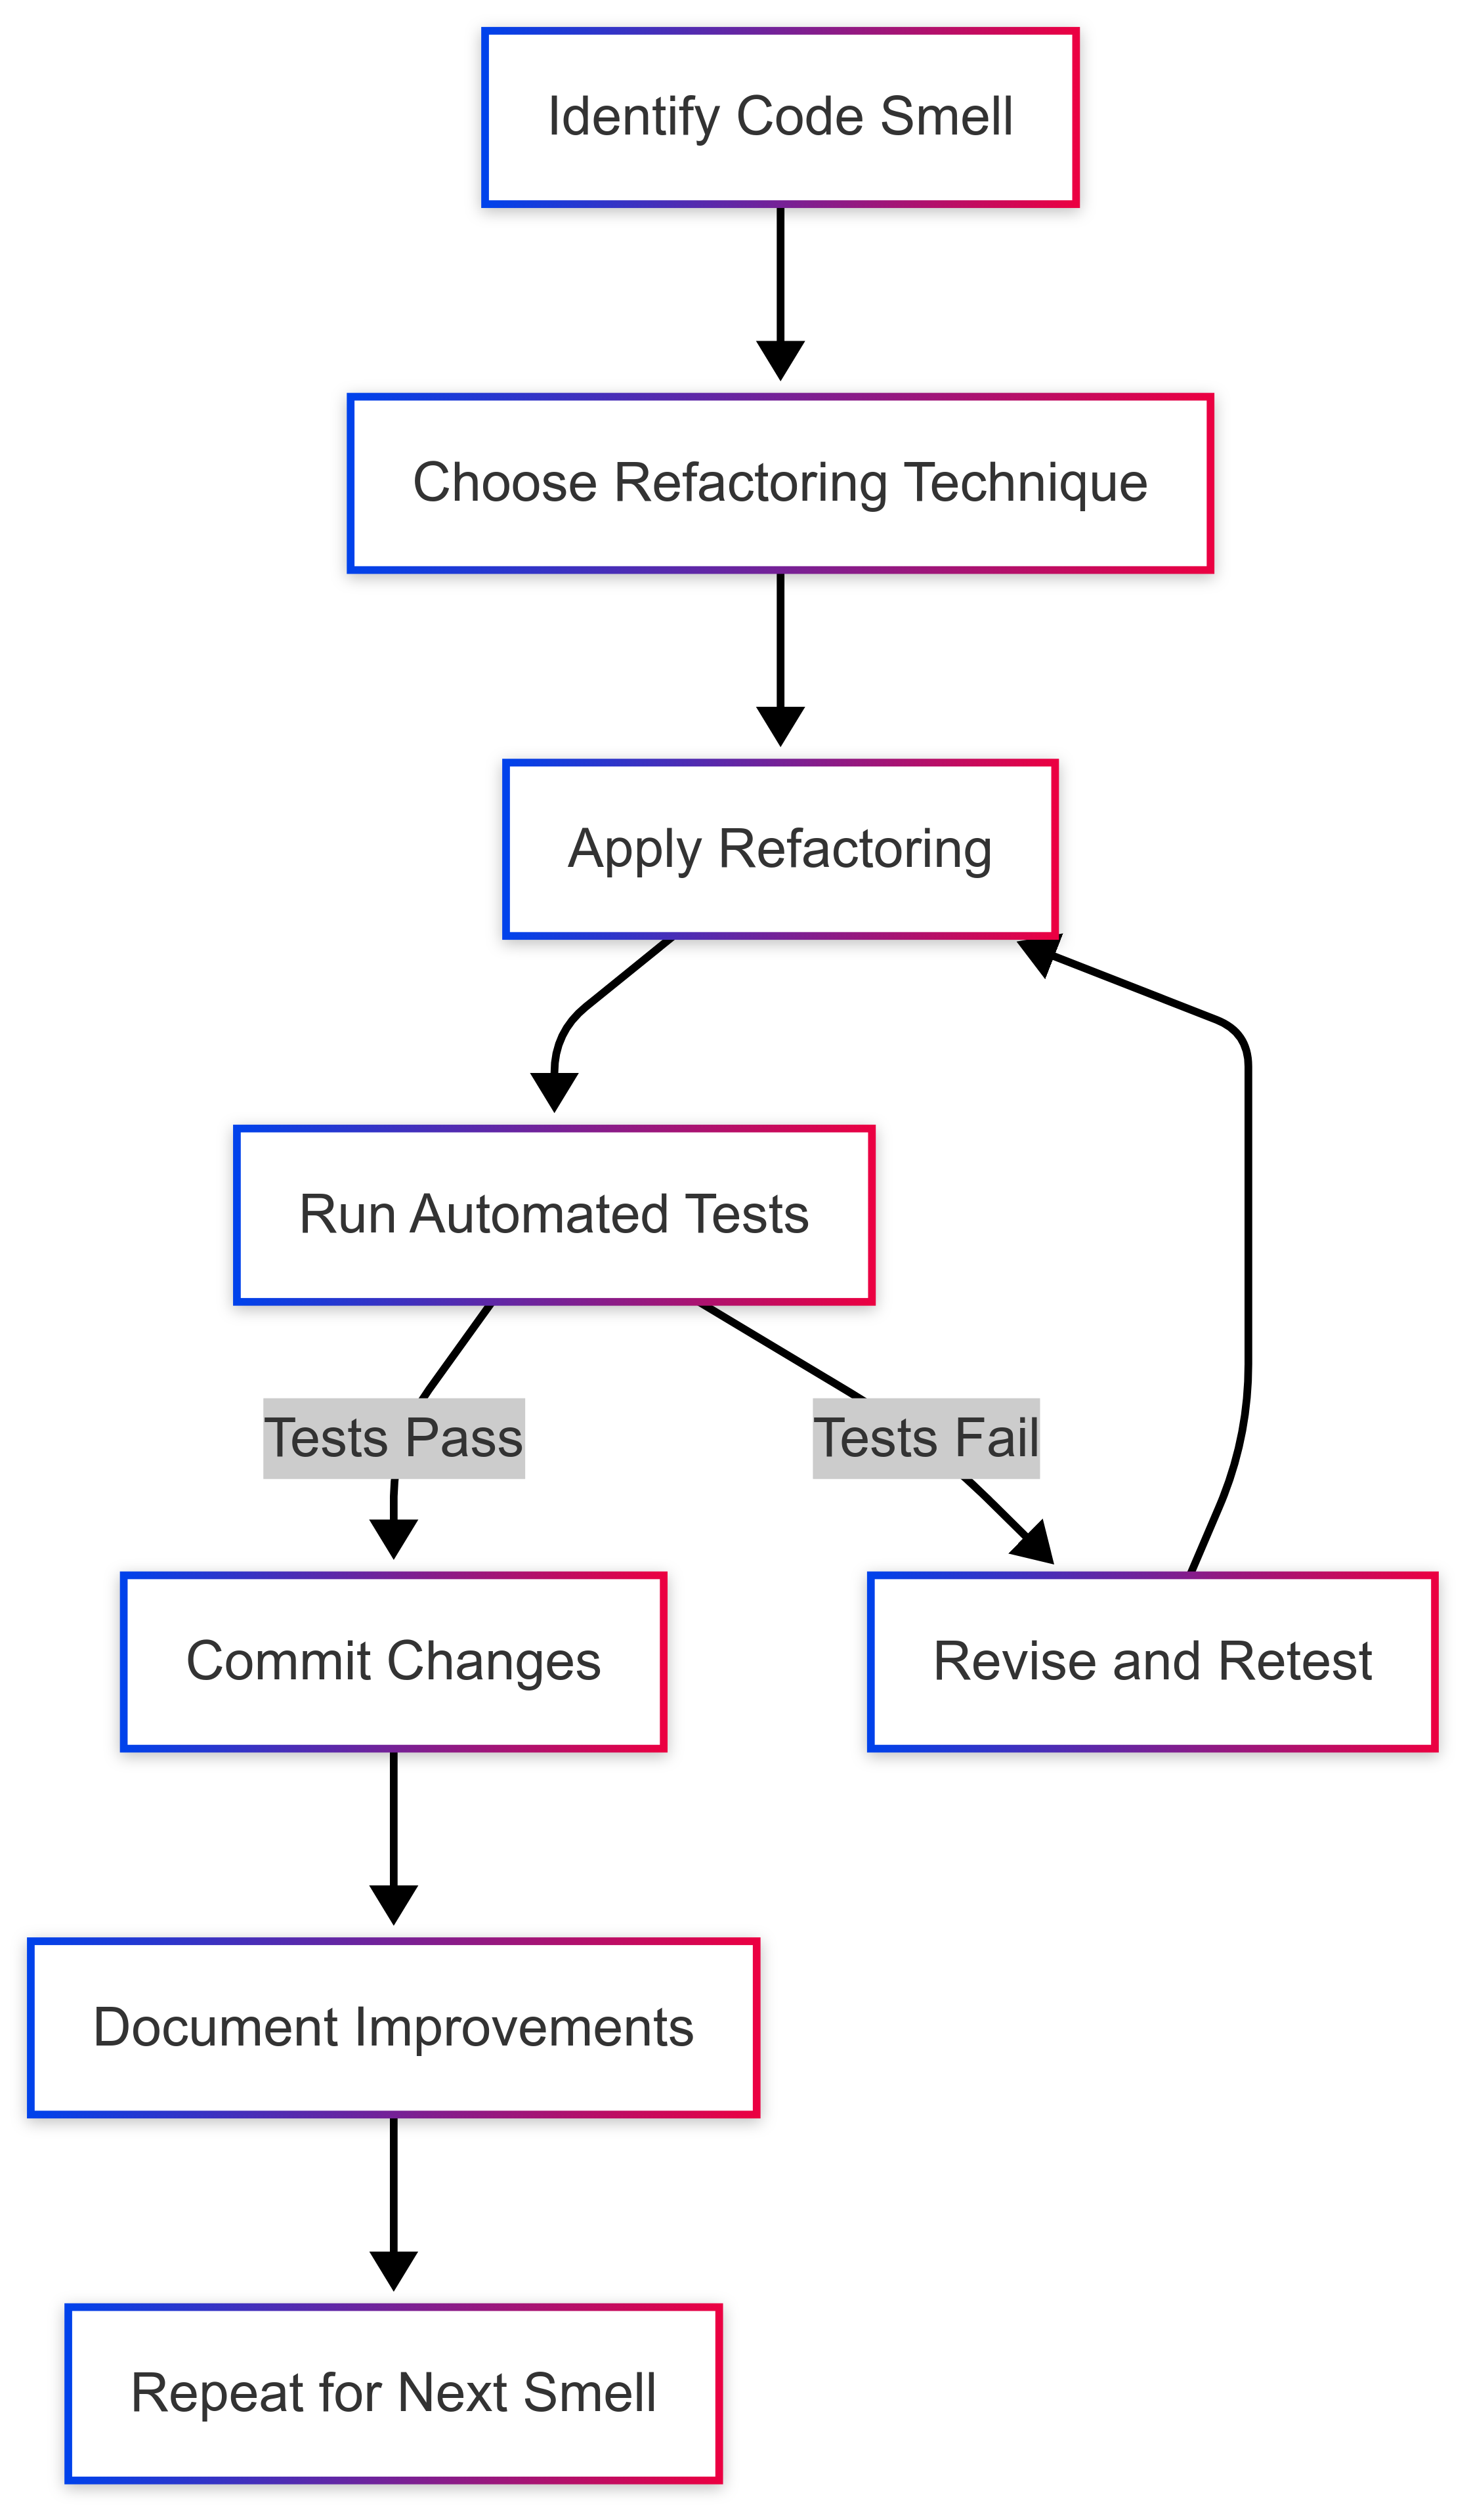 Identify Code Smell
Choose Refactoring Technique
Apply Refactoring
Run Automated Tests
Tests Pass
Tests Fail
Commit Changes
Revise and Retest
Document Improvements
Repeat for Next Smell